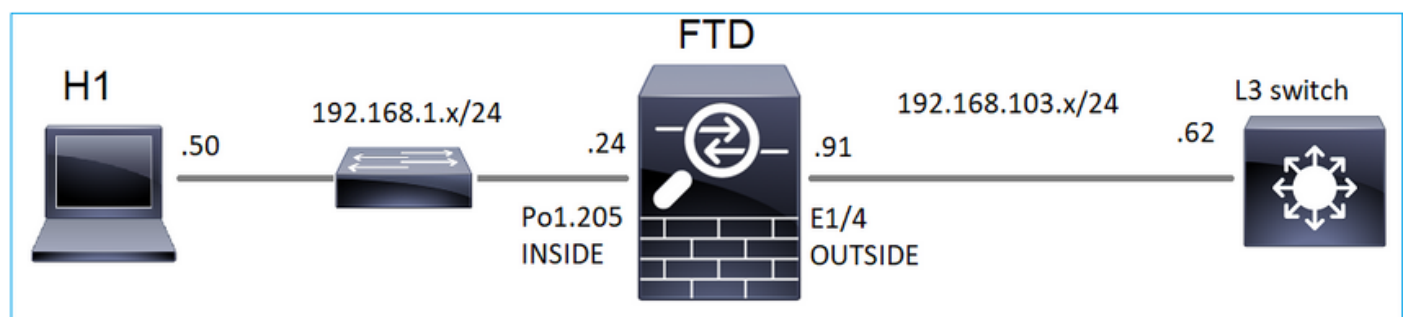 FTD
H1
192.168.1.x/24
192.168.103.x/24
L3 switch
.50
.24
.91
.62
Po1.205
INSIDE
E1/4
OUTSIDE